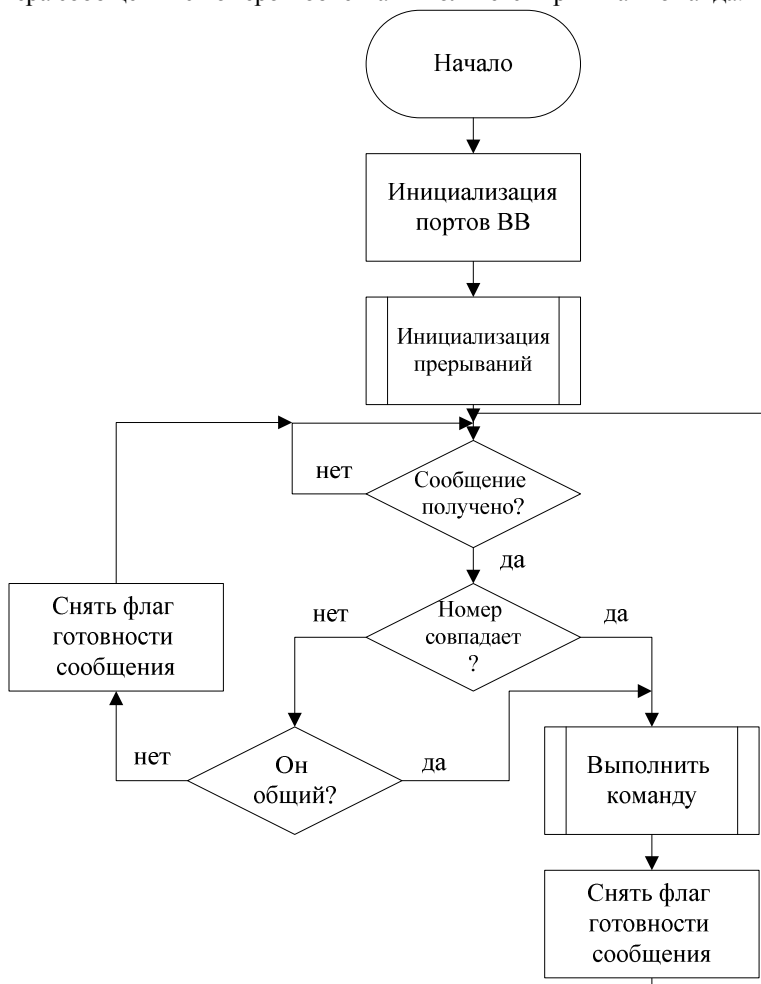 Начало
Инициализация
портов ВВ
Инициализация
прерываний
нет
Сообщение
получено?
да
Снять флаг
готовности
сообщения
нет
Номер
совпадает
?
да
нет
Он
общий?
да
Выполнить
команду
Снять флаг
готовности
сообщения